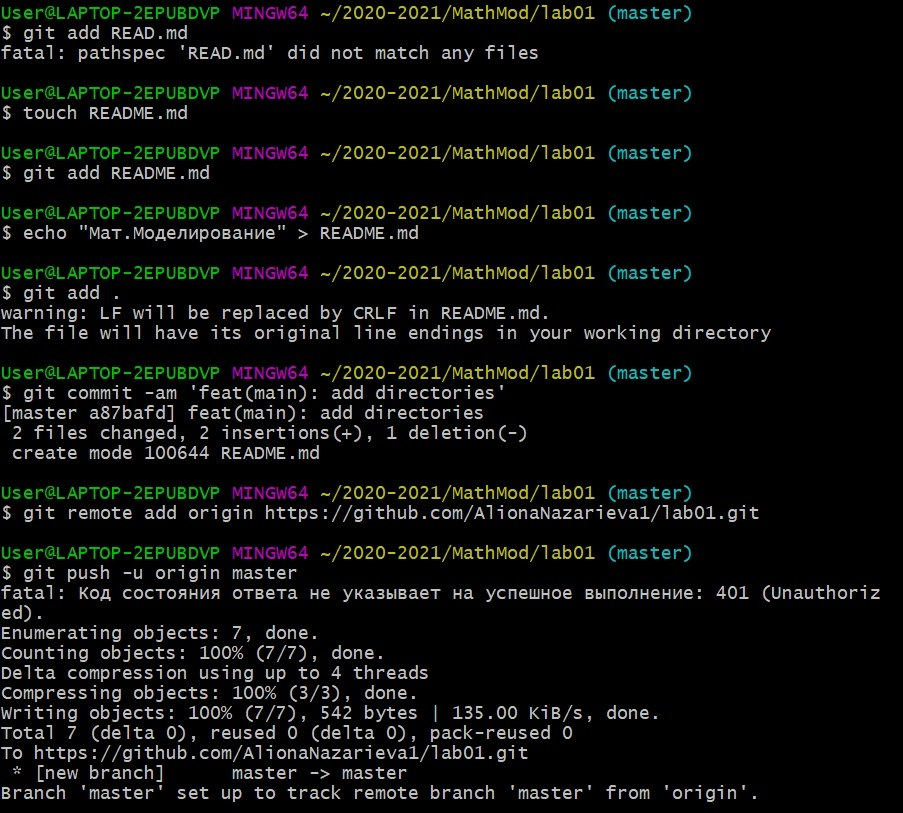 User@LAPTOP-2EPUBDVP MINGW64 ~/2020-2021/MathMod/lab01 (master)
$ git add READ.md
fatal: pathspec 'READ.md' did not match any files
User@LAPTOP-2EPUBDVP MINGW64 ~/2020-2021/MathMod/lab01 (master)
$ touch README.md
User@LAPTOP-2EPUBDVP MINGW64 ~/2020-2021/MathMod/lab01 (master)
$ git add README.md
User@LAPTOP-2EPUBDVP MINGW64 ~/2020-2021/MathMod/lab01 (master)
$ echo "Мат.Моделирование" > README.md
User@LAPTOP-2EPUBDVP MINGW64 ~/2020-2021/MathMod/lab01 (master)
$ git add .
warning: LF will be replaced by CRLF in README.md.
The file will have its original line endings in your working directory
User@LAPTOP-2EPUBDVP MINGW64 ~/2020-2021/MathMod/lab01 (master)
$ git commit -am 'feat(main): add directories'
[master a87bafd] feat(main): add directories
 2 files changed, 2 insertions(+), 1 deletion(-)
 create mode 100644 README.md
User@LAPTOP-2EPUBDVP MINGW64 ~/2020-2021/MathMod/lab01 (master)
$ git remote add origin https://github.com/AlionaNazarieva1/lab01.git
User@LAPTOP-2EPUBDVP MINGW64 ~/2020-2021/MathMod/lab01 (master)
$ git push -u origin master
fatal: Код состояния ответа не указывает на успешное выполнение: 401 (Unauthoriz
ed).
Enumerating objects: 7, done.
Counting objects: 100% (7/7), done.
Delta compression using up to 4 threads
Compressing objects: 100% (3/3), done.
Writing objects: 100% (7/7), 542 bytes | 135.00 KiB/s, done.
Total 7 (delta 0), reused 0 (delta 0), pack-reused 0
To https://github.com/AlionaNazarieva1/lab01.git
 * [new branch]      master -> master
Branch 'master' set up to track remote branch 'master' from 'origin'.